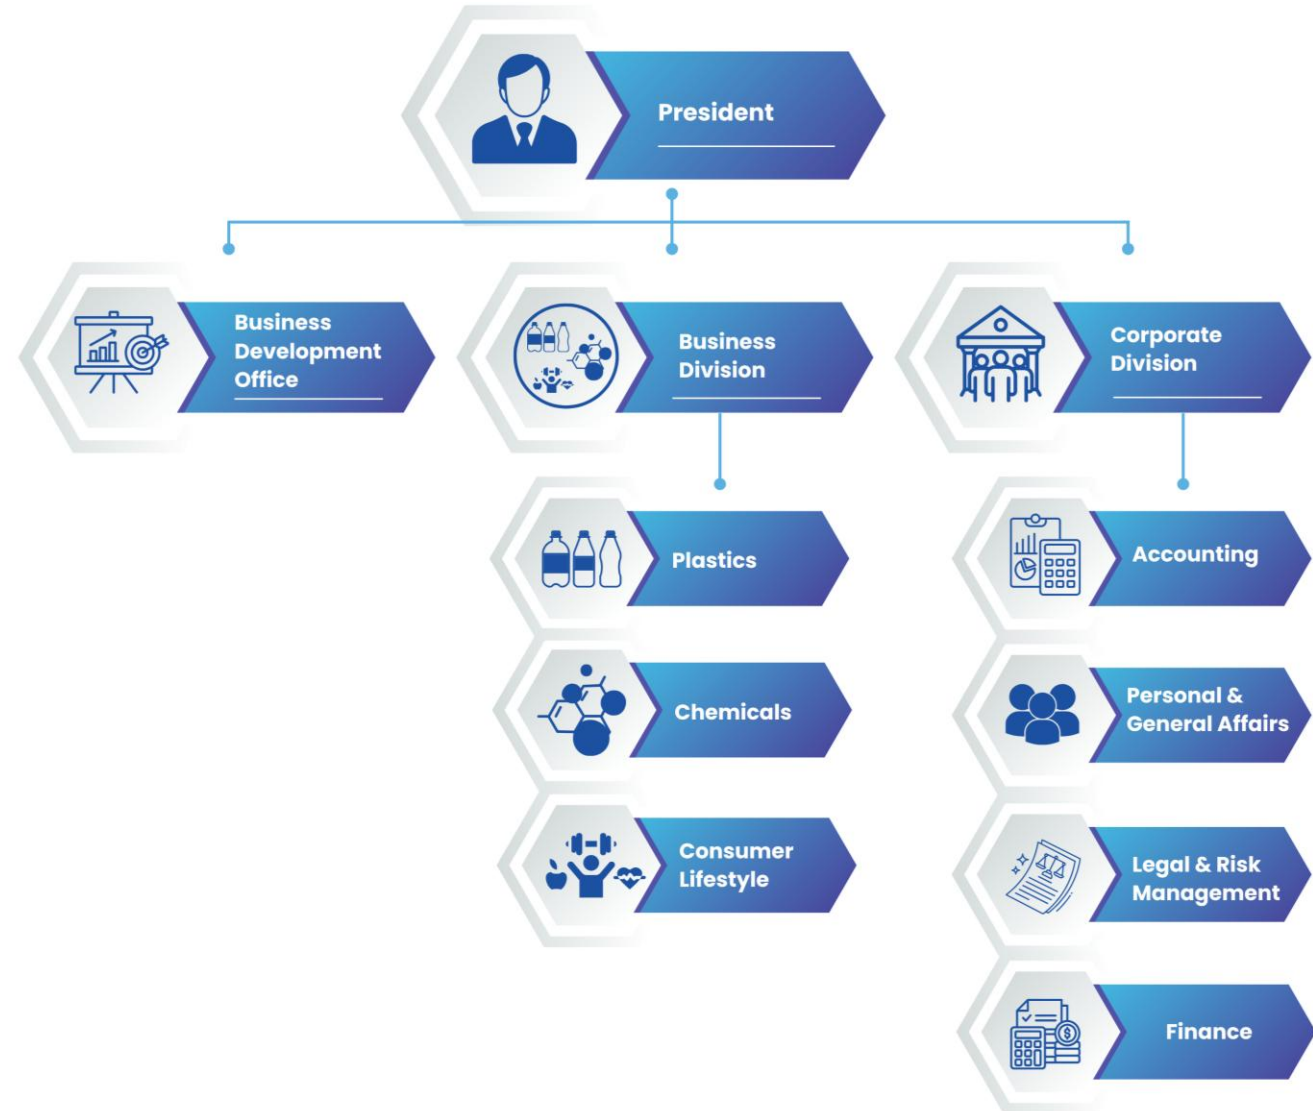 President
Business
Development
Office
Business
Division
Corporate
Division
Plastics
Chemicals
Consumer
Lifestyle
Accounting
Personal &
General Affairs
Legal & Risk
Management
Finance